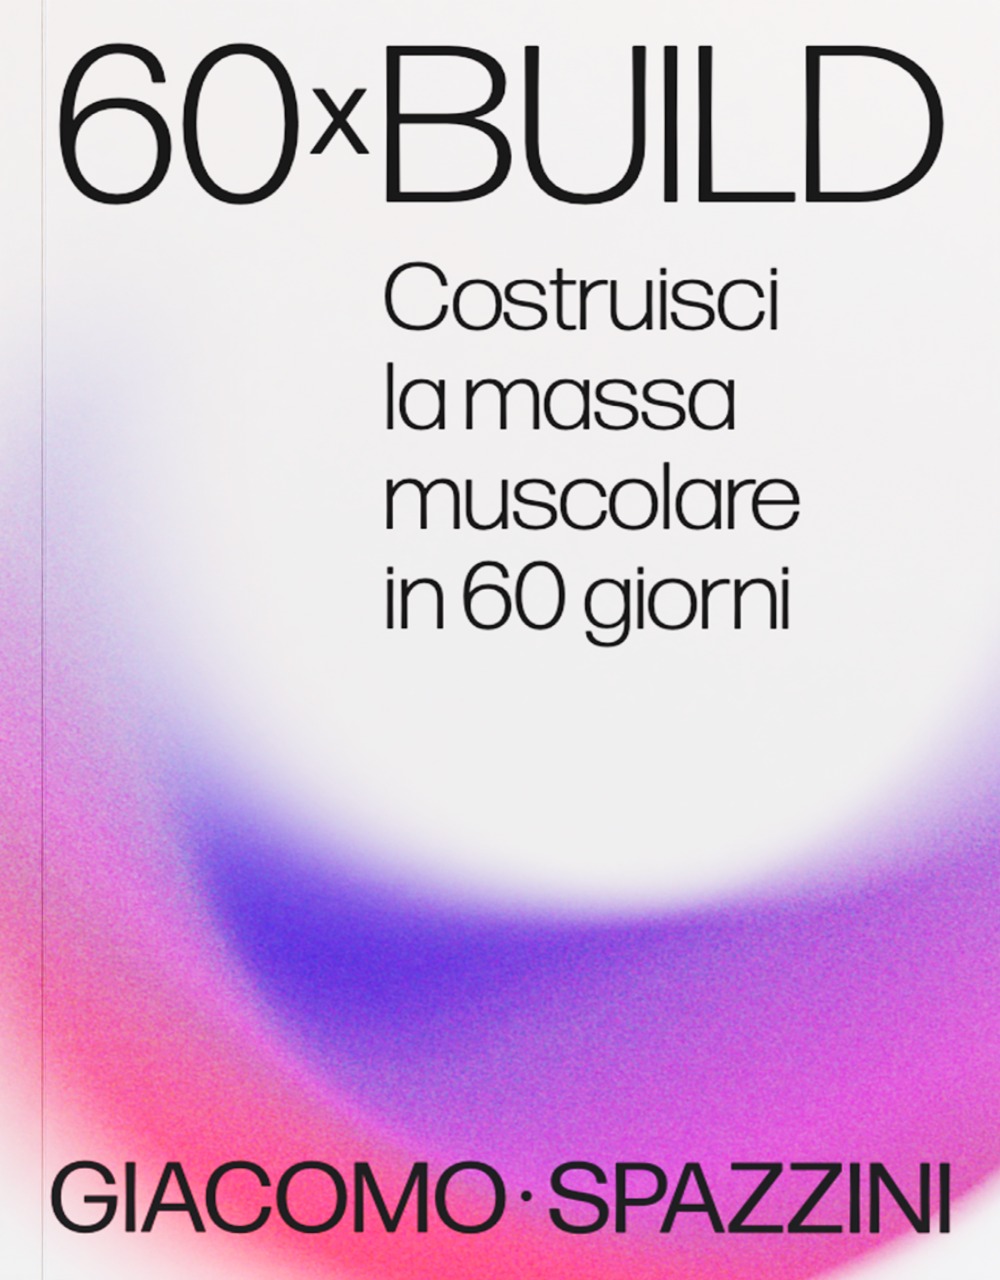 60xBUILD
Costruisci
la massa
muscolare
in 60 giorni
GIACOMO · SPAZZINI